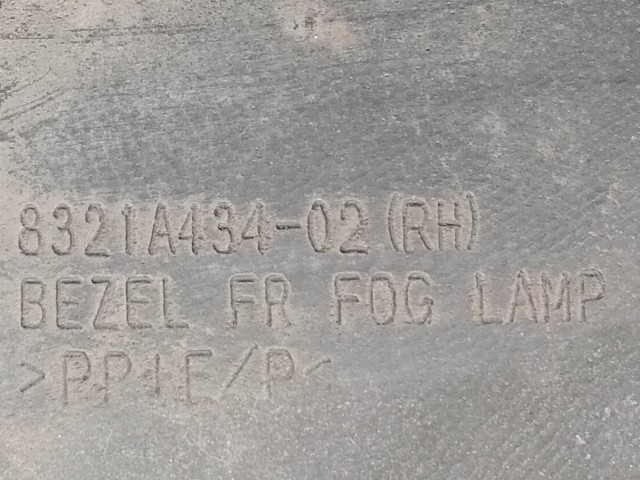 8321A434-02 (RH)
BEZEL FR FOG LAMP
>PP+E/P<